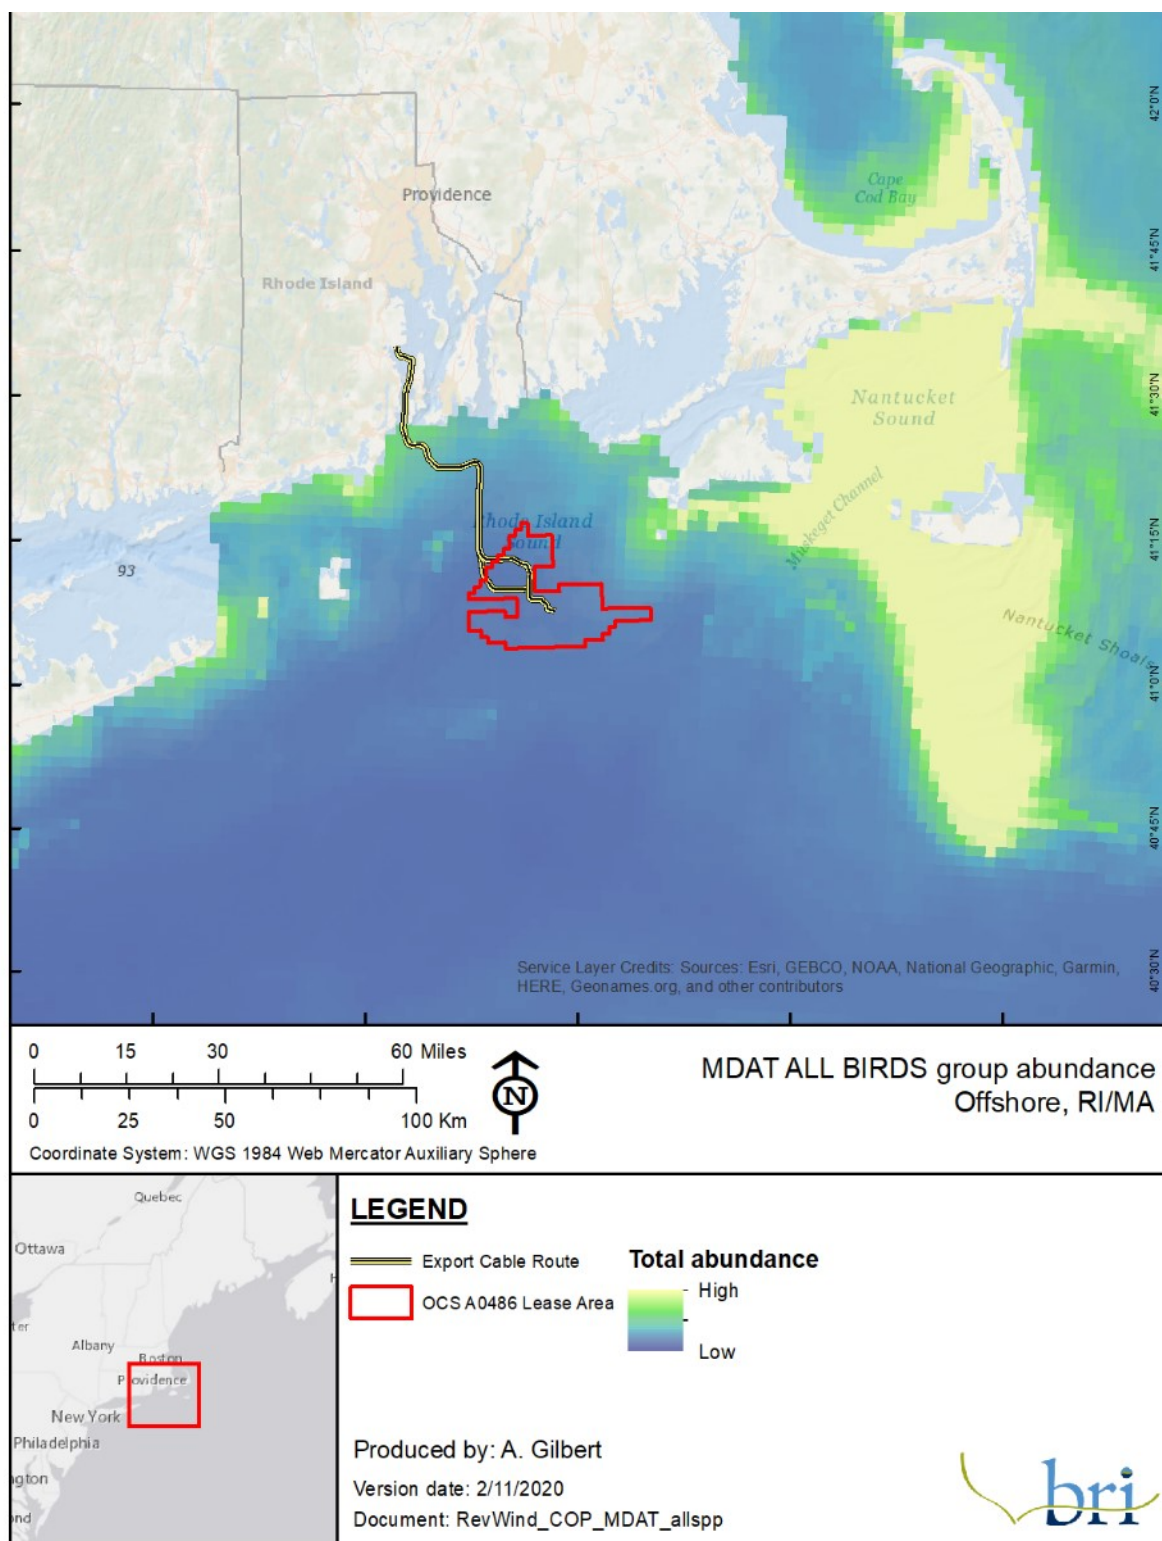 Providence
Rhode Island
Cape
Cod Bay
Nantucket
Sound
Muskeget Channel
Rhode Island
Sound
93
Nantucket Shoals
42°0'N
41°45'N
41°30'N
41°15'N
41°0'N
40°45'N
40°30'N
Service Layer Credits: Sources: Esri, GEBCO, NOAA, National Geographic, Garmin,
HERE, Geonames.org, and other contributors
0 15 30 60 Miles
0 25 50 100 Km
N
Coordinate System: WGS 1984 Web Mercator Auxiliary Sphere
MDAT ALL BIRDS group abundance
Offshore, RI/MA
Quebec
Ottawa
H
ter
Albany
Boston
Providence
New York
Philadelphia
gton
ond
LEGEND
Export Cable Route
OCS A0486 Lease Area
Total abundance
High
Low
Produced by: A. Gilbert
Version date: 2/11/2020
Document: RevWind_COP_MDAT_allspp
bri